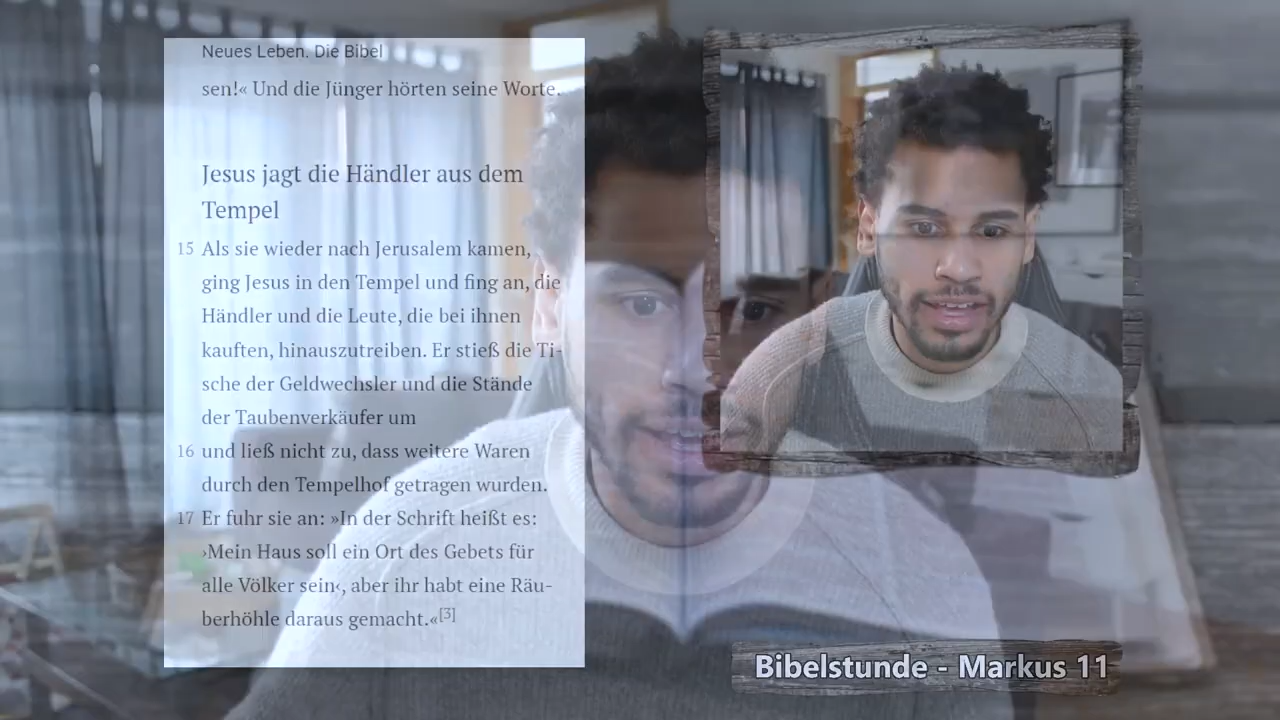 Neues Leben. Die Bibel
sen!« Und die Jünger hörten seine Worte.
Jesus jagt die Händler aus dem
Tempel
15 Als sie wieder nach Jerusalem kamen,
ging Jesus in den Tempel und fing an, die
Händler und die Leute, die bei ihnen
kauften, hinauszutreiben. Er stieß die Ti-
sche der Geldwechsler und die Stände
der Taubenverkäufer um
16 und ließ nicht zu, dass weitere Waren
durch den Tempelhof getragen wurden.
17 Er fuhr sie an: »In der Schrift heißt es:
›Mein Haus soll ein Ort des Gebets für
alle Völker sein‹, aber ihr habt eine Räu-
berhöhle daraus gemacht.«[3]
Bibelstunde - Markus 11